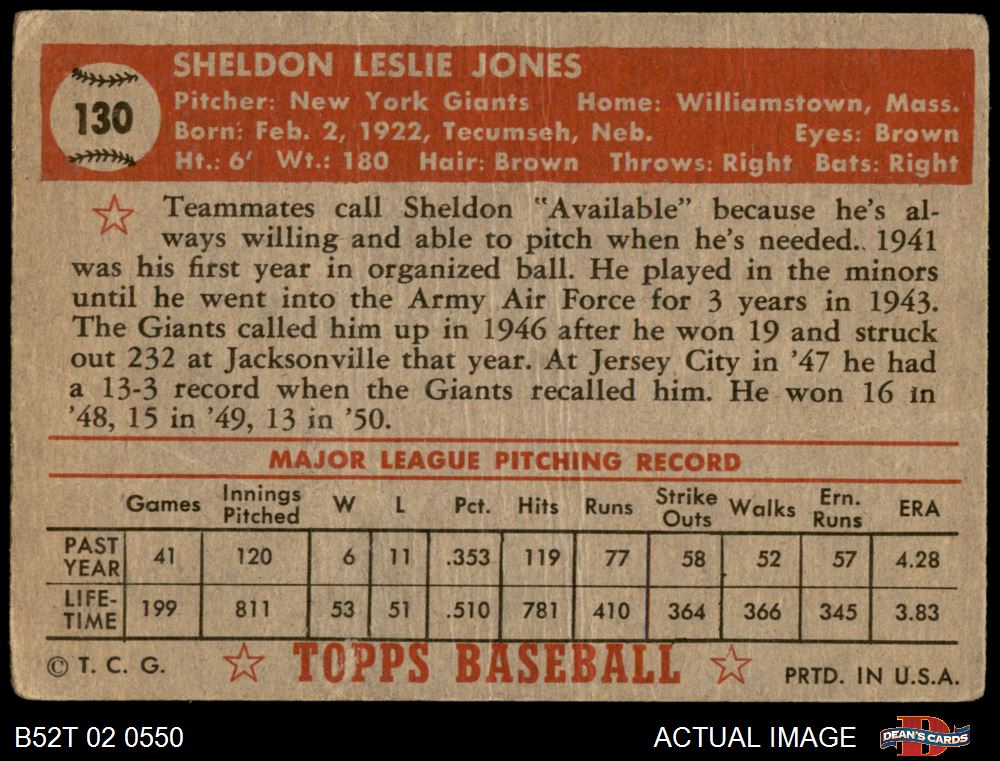 130
SHELDON LESLIE JONES
Pitcher: New York Giants Home: Williamstown, Mass.
Born: Feb. 2, 1922, Tecumseh, Neb. Eyes: Brown
Ht.: 6' Wt.: 180 Hair: Brown Throws: Right Bats: Right
Teammates call Sheldon "Available" because he's al-
ways willing and able to pitch when he's needed.. 1941
was his first year in organized ball. He played in the minors
until he went into the Army Air Force for 3 years in 1943.
The Giants called him up in 1946 after he won 19 and struck
out 232 at Jacksonville that year. At Jersey City in '47 he had
a 13-3 record when the Giants recalled him. He won 16 in
'48, 15 in '49, 13 in '50.
MAJOR LEAGUE PITCHING RECORD
Games Innings Pitched W L Pct. Hits Runs Strike Outs Walks Ern. Runs ERA
PAST YEAR 41 120 6 11 .353 119 77 58 52 57 4.28
LIFE-TIME 199 811 53 51 .510 781 410 364 366 345 3.83
© T. C. G. TOPPS BASEBALL PRTD. IN U.S.A.
B52T 02 0550 ACTUAL IMAGE D DEAN'S CARDS